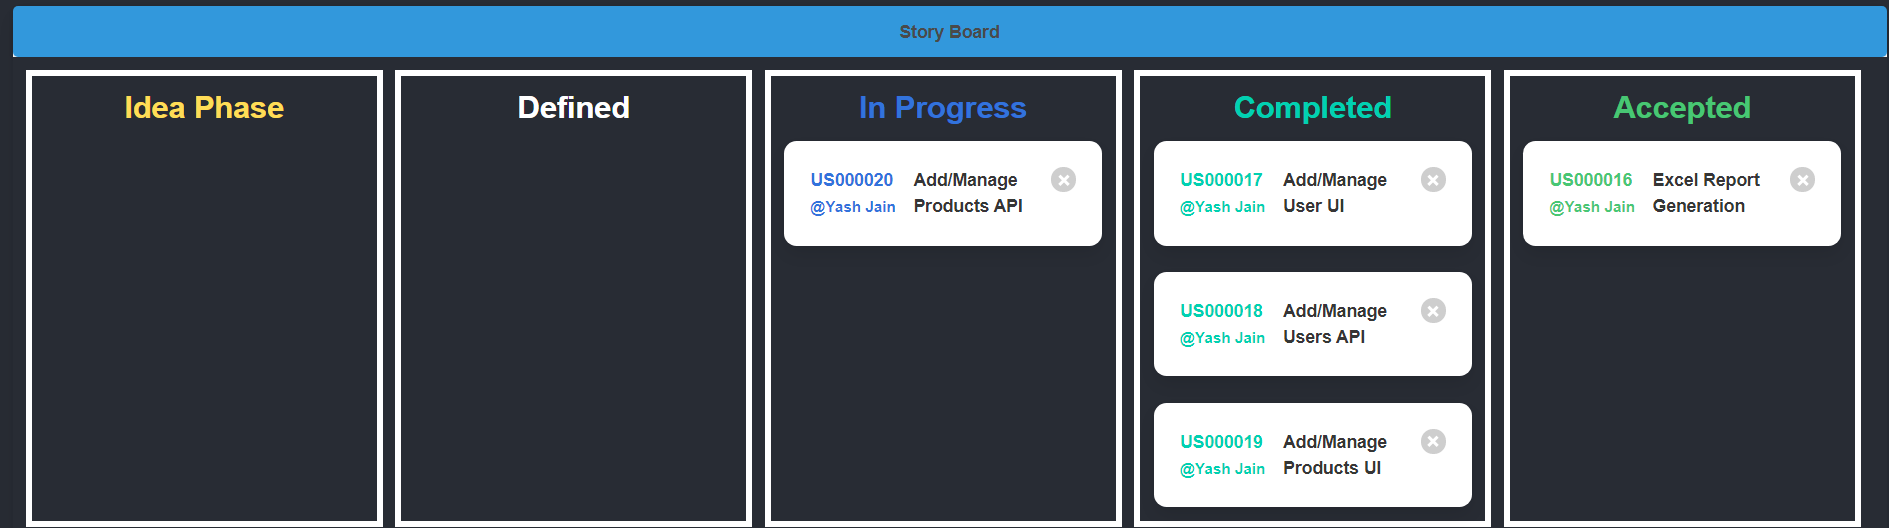 Story Board
Idea Phase
Defined
In Progress
US000020
@Yash Jain
Add/Manage
Products API
Completed
US000017
@Yash Jain
Add/Manage
User UI
US000018
@Yash Jain
Add/Manage
Users API
US000019
@Yash Jain
Add/Manage
Products UI
Accepted
US000016
@Yash Jain
Excel Report
Generation